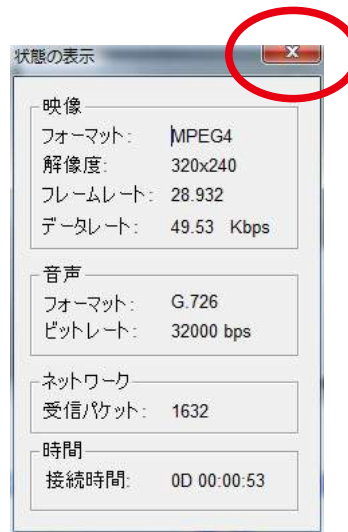 状態の表示
映像
フォーマット: MPEG4
解像度: 320x240
フレームレート: 28.932
データレート: 49.53 Kbps
音声
フォーマット: G.726
ビットレート: 32000 bps
ネットワーク
受信パケット: 1632
時間
接続時間: 0D 00:00:53